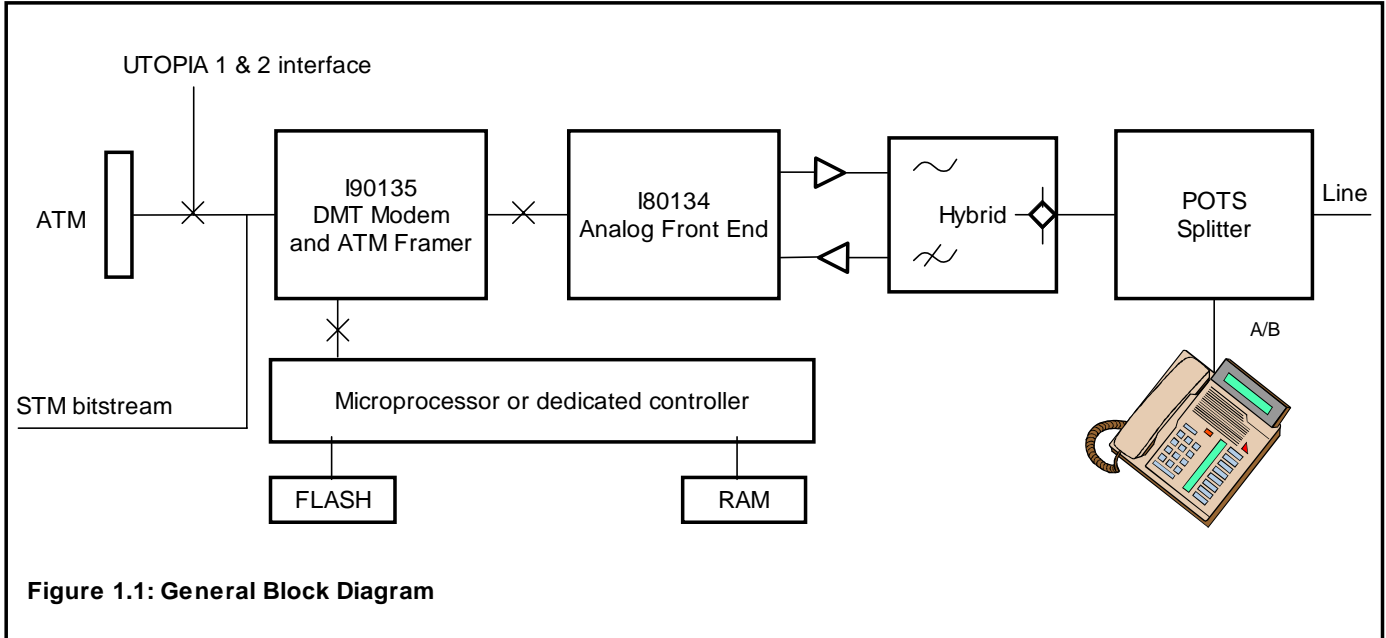 UTOPIA 1 & 2 interface
ATM
I90135
DMT Modem
and ATM Framer
I80134
Analog Front End
Hybrid
POTS
Splitter
Line
A/B
STM bitstream
Microprocessor or dedicated controller
FLASH
RAM
Figure 1.1: General Block Diagram